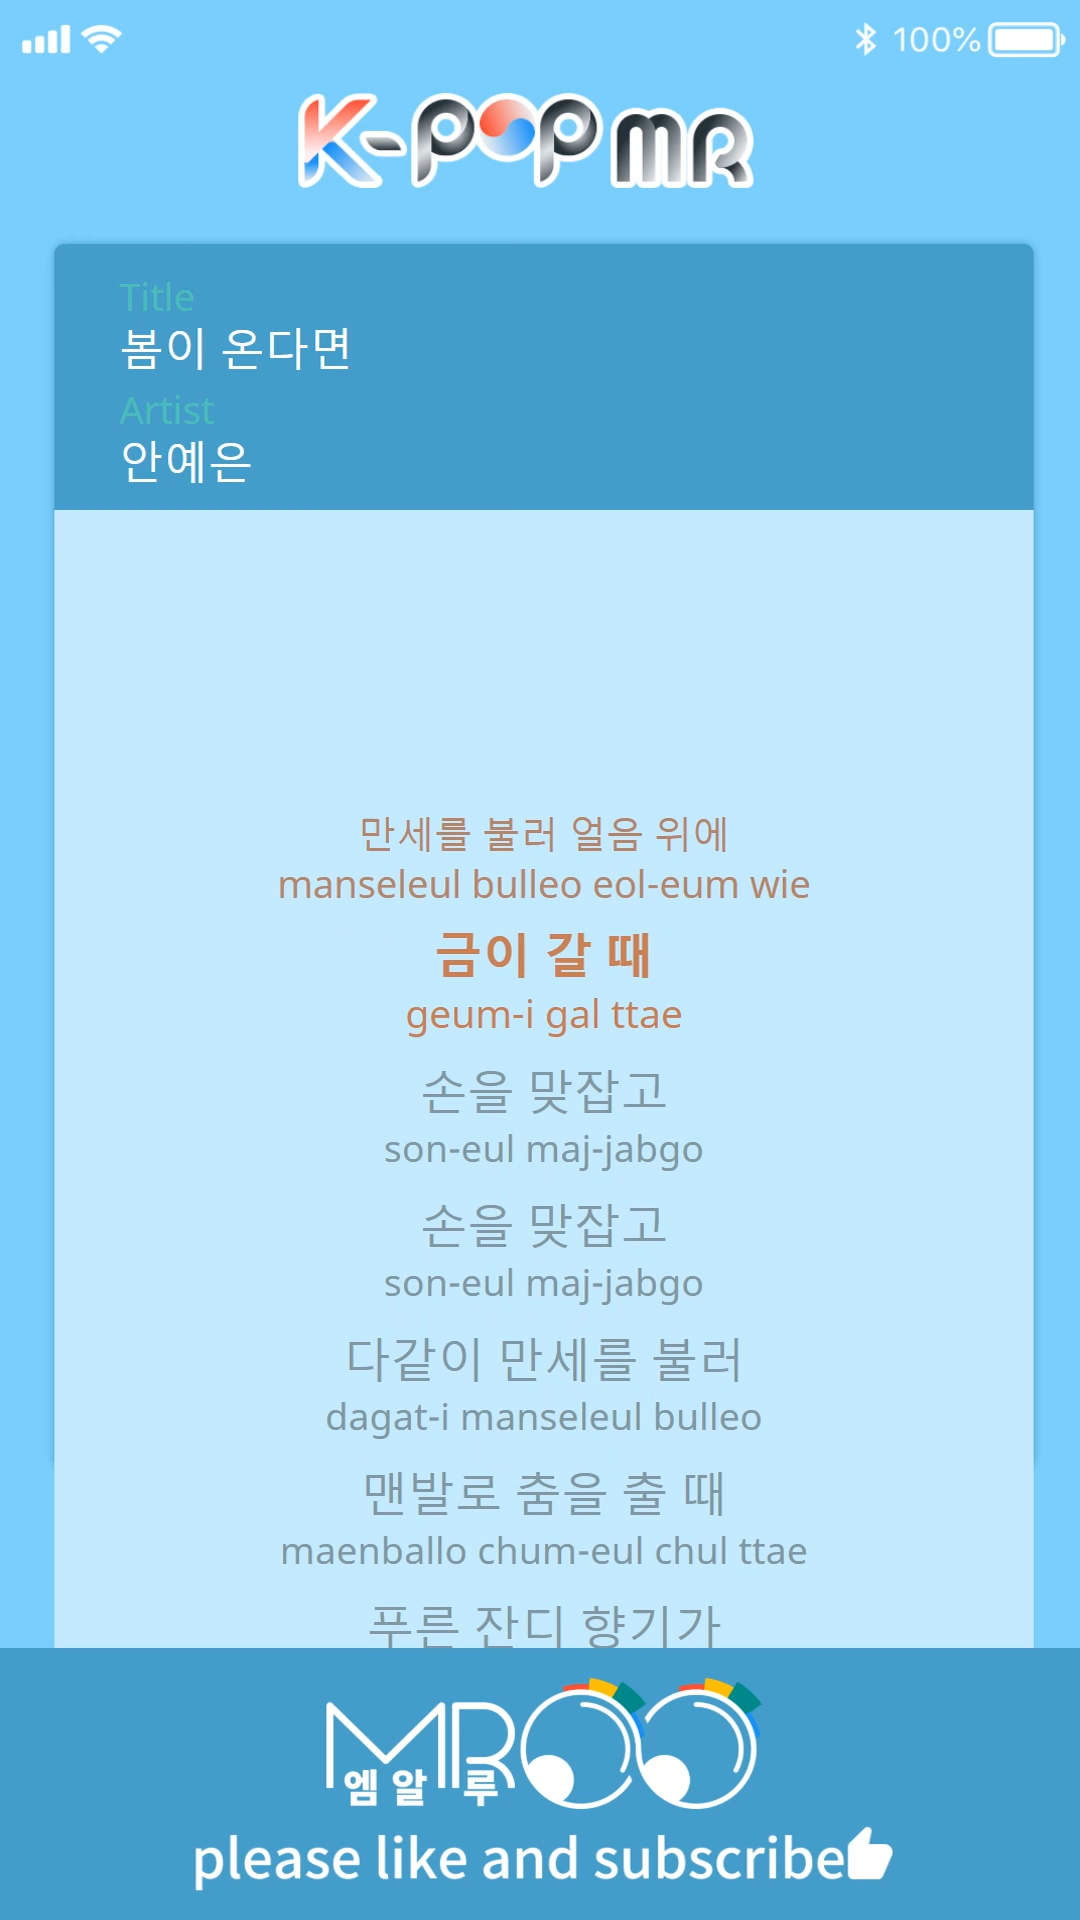 100%
K-POP MR
Title
봄이 온다면
Artist
안예은
만세를 불러 얼음 위에
manseleul bulleo eol-eum wie
금이 갈 때
geum-i gal ttae
손을 맞잡고
son-eul maj-jabgo
손을 맞잡고
son-eul maj-jabgo
다같이 만세를 불러
dagat-i manseleul bulleo
맨발로 춤을 출 때
maenballo chum-eul chul ttae
푸른 잔디 향기가
MROO
엠알루
please like and subscribe